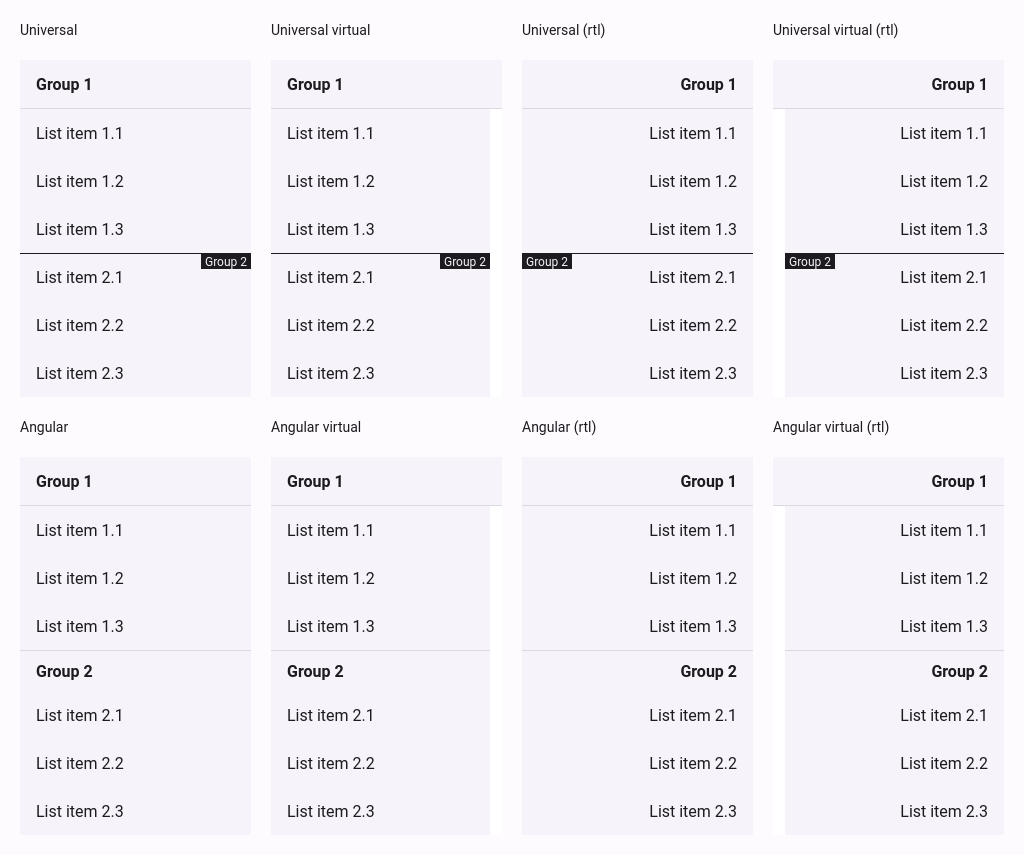 Universal
Group 1
List item 1.1
List item 1.2
List item 1.3
Group 2
List item 2.1
List item 2.2
List item 2.3
Universal virtual
Group 1
List item 1.1
List item 1.2
List item 1.3
Group 2
List item 2.1
List item 2.2
List item 2.3
Universal (rtl)
Group 1
List item 1.1
List item 1.2
List item 1.3
Group 2
List item 2.1
List item 2.2
List item 2.3
Universal virtual (rtl)
Group 1
List item 1.1
List item 1.2
List item 1.3
Group 2
List item 2.1
List item 2.2
List item 2.3
Angular
Group 1
List item 1.1
List item 1.2
List item 1.3
Group 2
List item 2.1
List item 2.2
List item 2.3
Angular virtual
Group 1
List item 1.1
List item 1.2
List item 1.3
Group 2
List item 2.1
List item 2.2
List item 2.3
Angular (rtl)
Group 1
List item 1.1
List item 1.2
List item 1.3
Group 2
List item 2.1
List item 2.2
List item 2.3
Angular virtual (rtl)
Group 1
List item 1.1
List item 1.2
List item 1.3
Group 2
List item 2.1
List item 2.2
List item 2.3